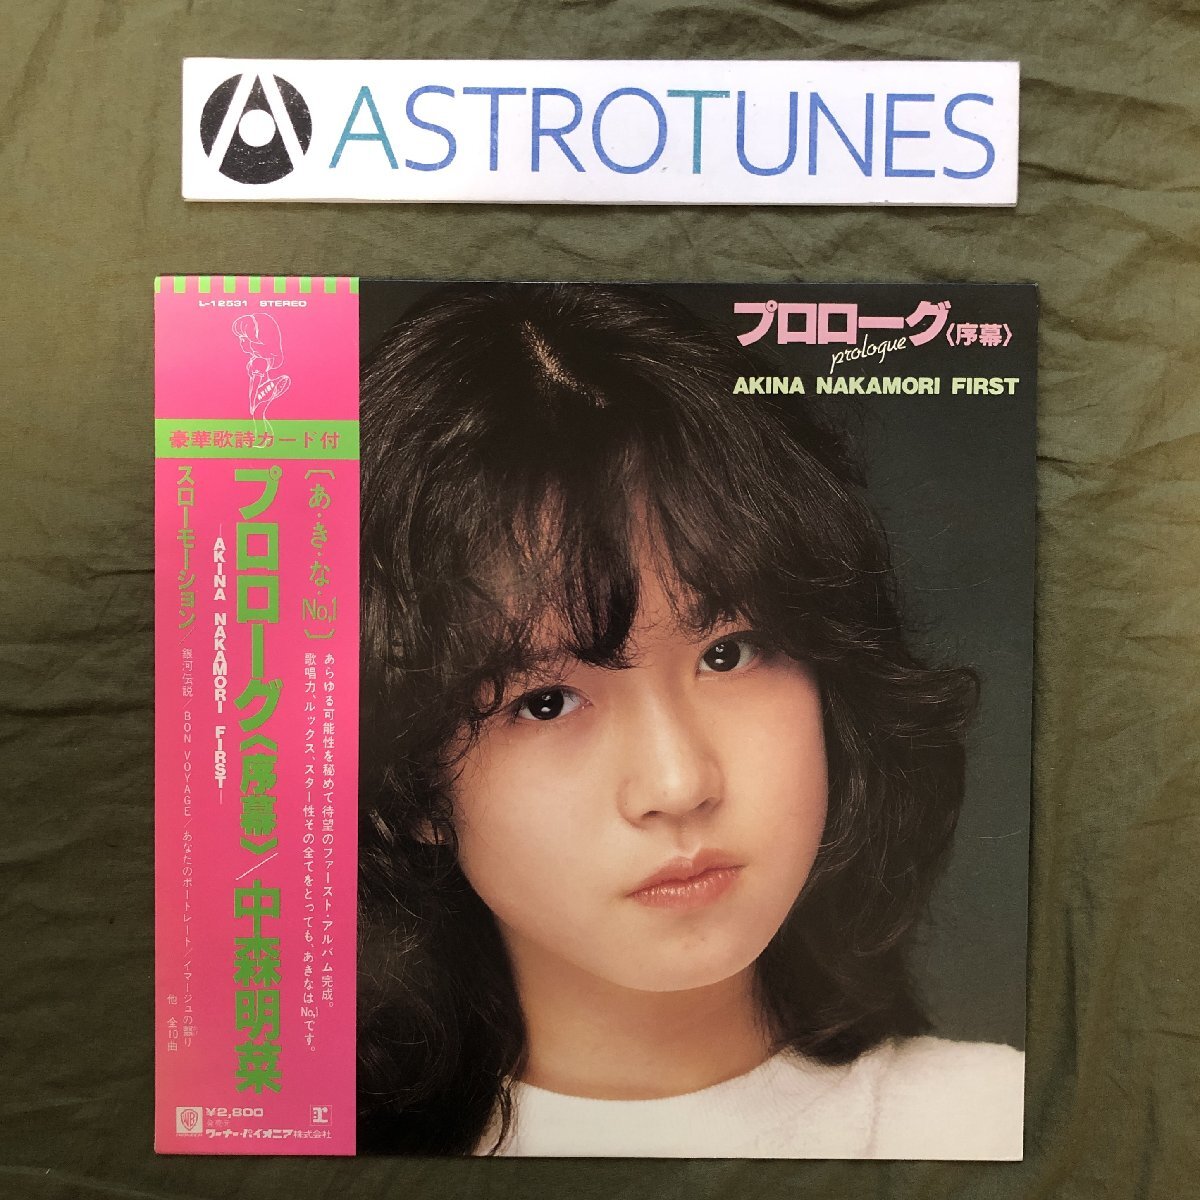 ASTROTUNES
L-12531 STEREO
AKINA
豪華歌詩カード付
〔あ・き・な・No,1〕
あらゆる可能性を秘めて待望のファースト・アルバム完成。
歌唱力、ルックス、スター性その全てをとっても、あきなはNo,1です。
プロローグ〈序幕〉/中森明菜
—AKINA NAKAMORI FIRST—
スローモーション/銀河伝説/BON VOYAGE/あなたのポートレート/イマージュの翳り
他 全10曲
WB
¥2,800
発売元
ワーナー・パイオニア株式会社
r
プロローグ〈序幕〉
prologue
AKINA NAKAMORI FIRST